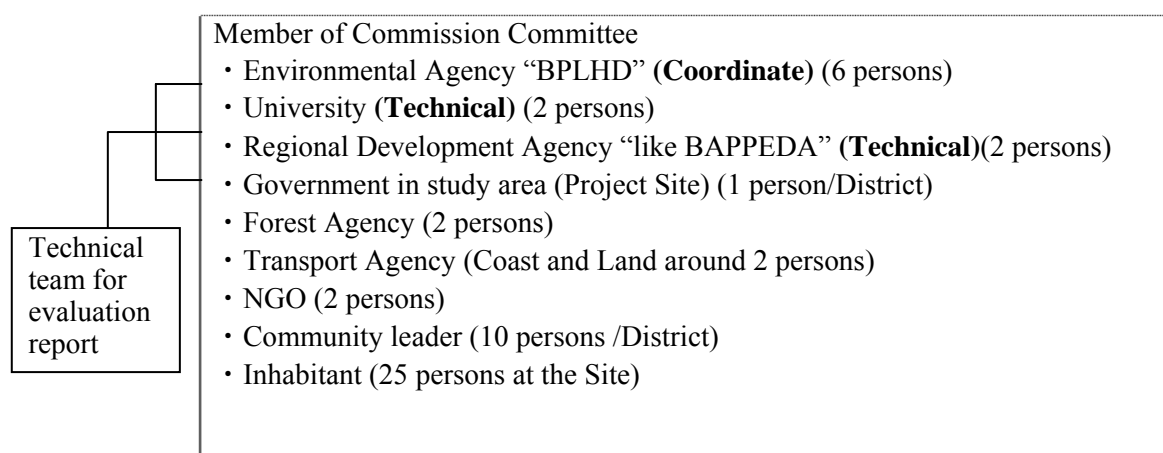 Member of Commission Committee
・Environmental Agency “BPLHD” (Coordinate) (6 persons)
・University (Technical) (2 persons)
・Regional Development Agency “like BAPPEDA” (Technical)(2 persons)
・Government in study area (Project Site) (1 person/District)
・Forest Agency (2 persons)
・Transport Agency (Coast and Land around 2 persons)
・NGO (2 persons)
・Community leader (10 persons /District)
・Inhabitant (25 persons at the Site)
Technical
team for
evaluation
report